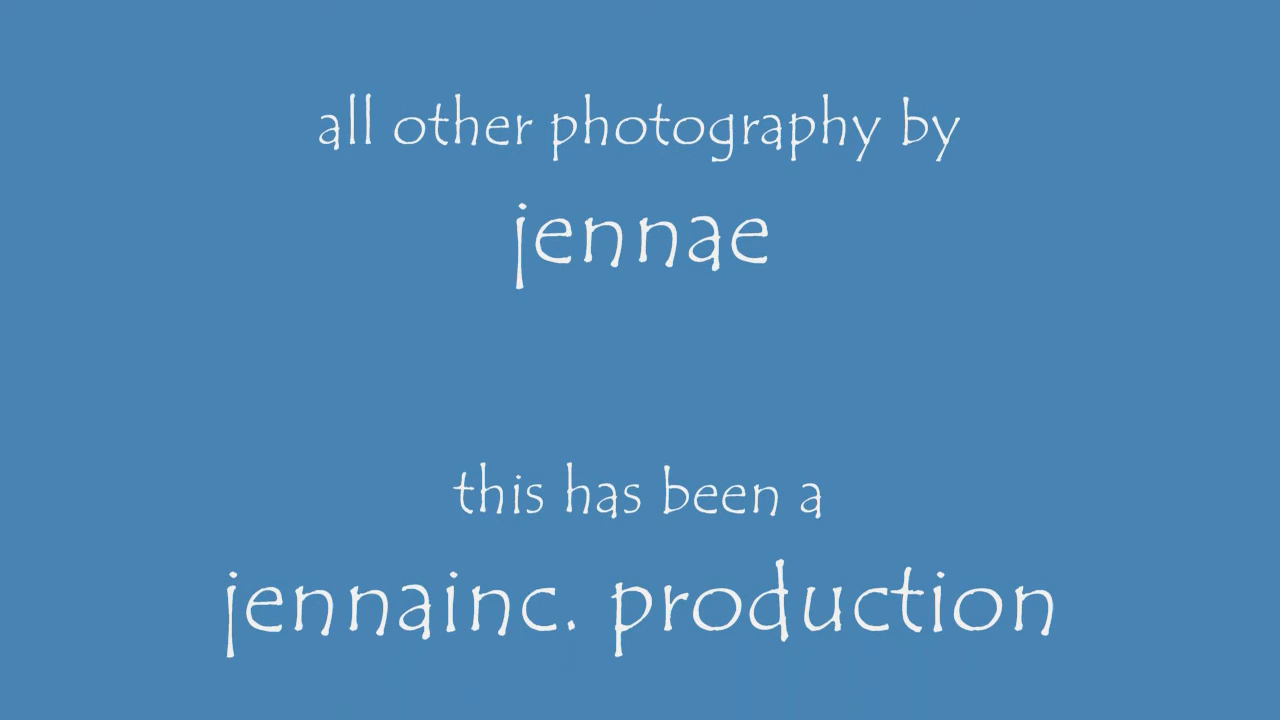 all other photography by
jennae
this has been a
jennainc. production